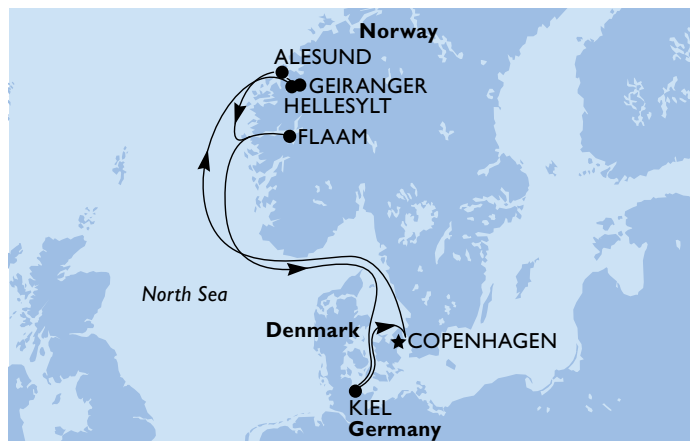 Norway
ALESUND
GEIRANGER
HELLESYLT
FLAAM
North Sea
Denmark
COPENHAGEN
KIEL
Germany